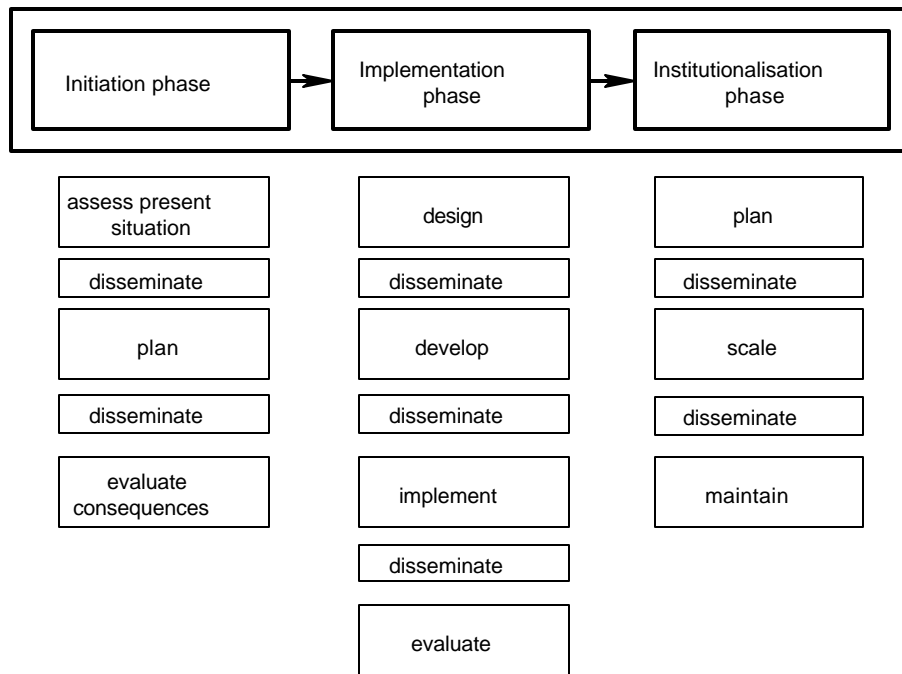 Initiation phase
Implementation
phase
Institutionalisation
phase
assess present
situation
disseminate
plan
disseminate
evaluate
consequences
design
disseminate
develop
disseminate
implement
disseminate
evaluate
plan
disseminate
scale
disseminate
maintain